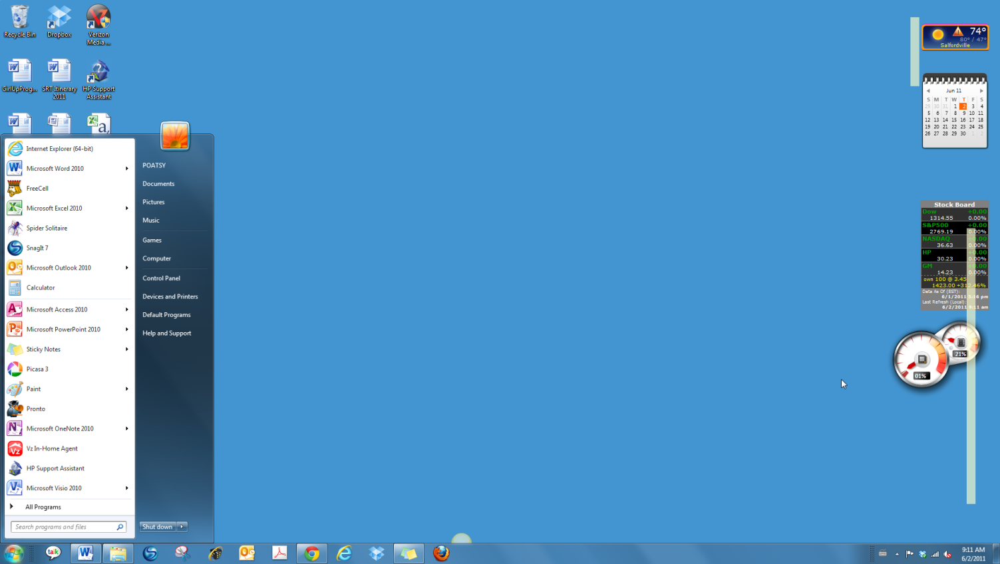 Recycle Bin
Dropbox
Verizon
Media ...
GirlUpProg...
SRT Itinerary
2011
HP Support
Assistant
Internet Explorer (64-bit)
Microsoft Word 2010
FreeCell
Microsoft Excel 2010
Spider Solitaire
SnagIt 7
Microsoft Outlook 2010
Calculator
Microsoft Access 2010
Microsoft PowerPoint 2010
Sticky Notes
Picasa 3
Paint
Pronto
Microsoft OneNote 2010
Vz In-Home Agent
HP Support Assistant
Microsoft Visio 2010
All Programs
Search programs and files
POATSY
Documents
Pictures
Music
Games
Computer
Control Panel
Devices and Printers
Default Programs
Help and Support
Shut down
74°
80° / 47°
Salfordville
Jun 11
S M T W T F S
29 30 31 1 2 3 4
5 6 7 8 9 10 11
12 13 14 15 16 17 18
19 20 21 22 23 24 25
26 27 28 29 30 1 2
Stock Board
Dow +0.00
1314.55 0.00%
S&P500 +0.00
2769.19 0.00%
NASDAQ +0.00
36.63 0.00%
HP +0.00
30.23 0.00%
GM +0.00
14.23 0.00%
own 100 @ 3.45
1423.00 +312.46%
Data As Of (EST):
6/1/2011 5:16 pm
Last Refresh (Local):
6/2/2011 9:11 am
21%
01%
talk
9:11 AM
6/2/2011